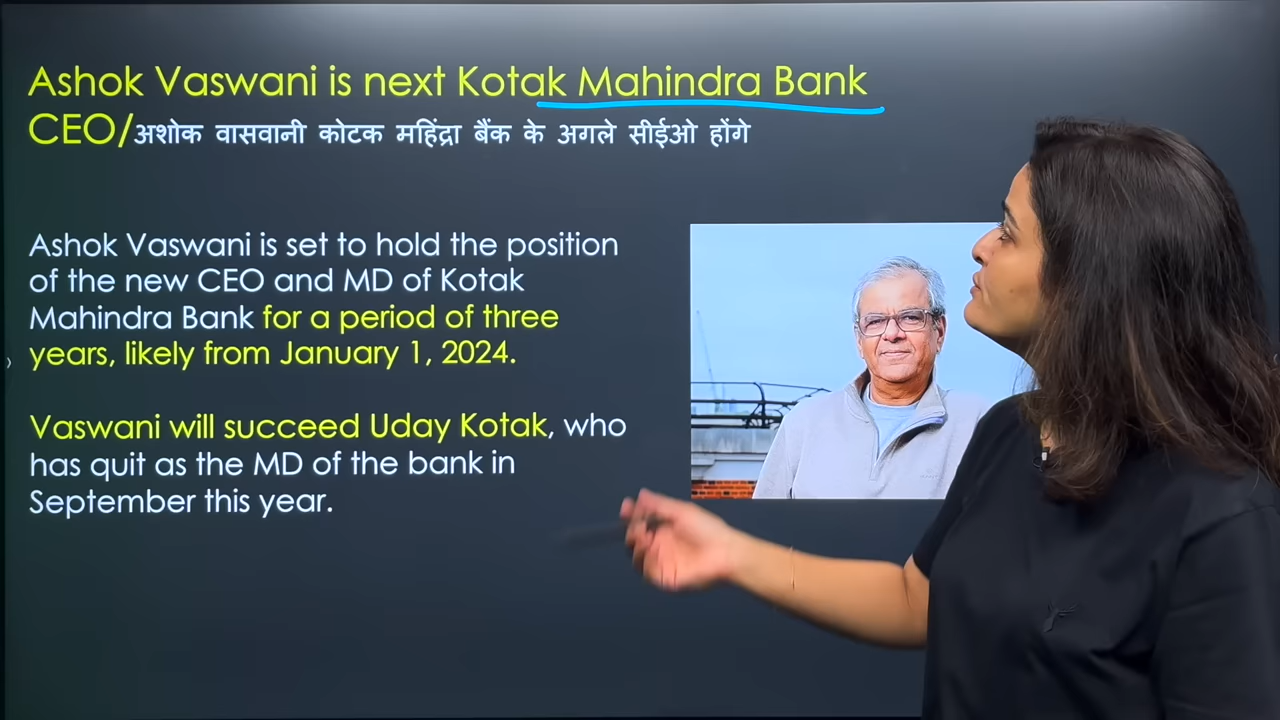 Ashok Vaswani is next Kotak Mahindra Bank
CEO/अशोक वासवानी कोटक महिंद्रा बैंक के अगले सीईओ होंगे
Ashok Vaswani is set to hold the position
of the new CEO and MD of Kotak
Mahindra Bank for a period of three
years, likely from January 1, 2024.
Vaswani will succeed Uday Kotak, who
has quit as the MD of the bank in
September this year.